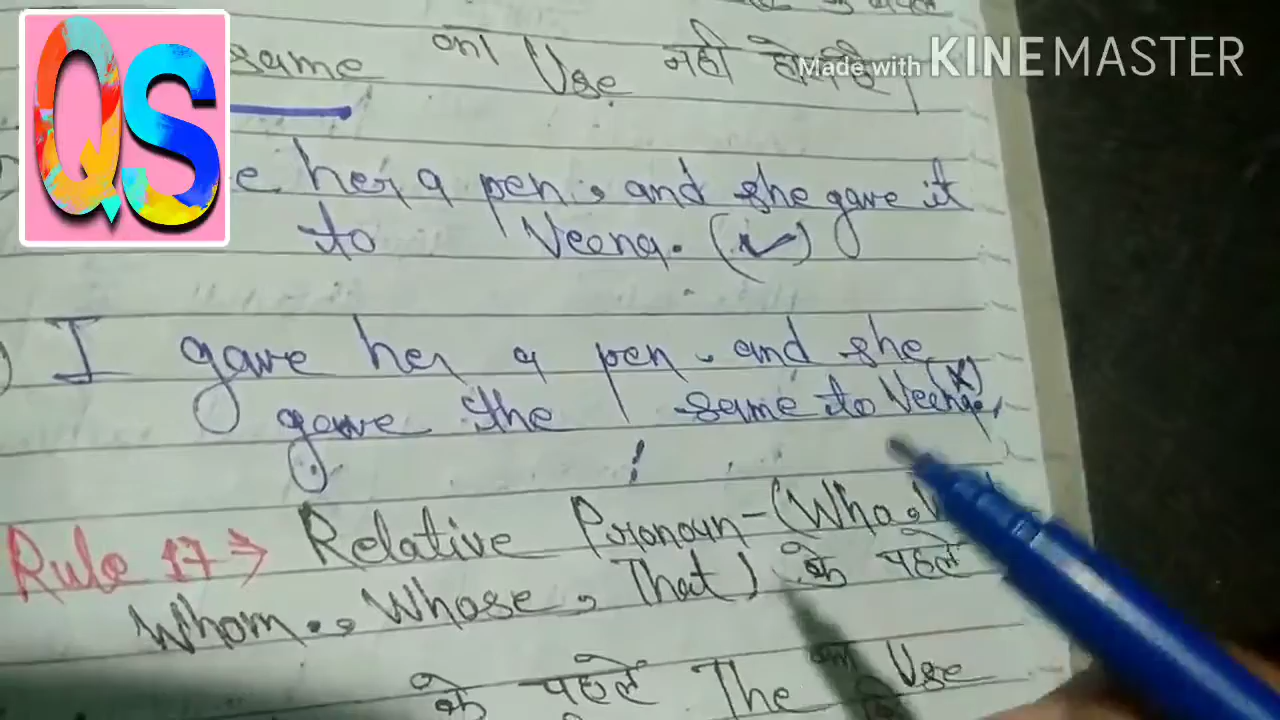 same का Use नही होता है।
Made with KINEMASTER
QS
her a pen, and she gave it
to Veena. (✓)
I gave her a pen, and she
gave the same to Veena. (X)
Rule 17 → Relative Pronoun - (Who,
Whom, Whose, That) के पहले
के पहले The का Use